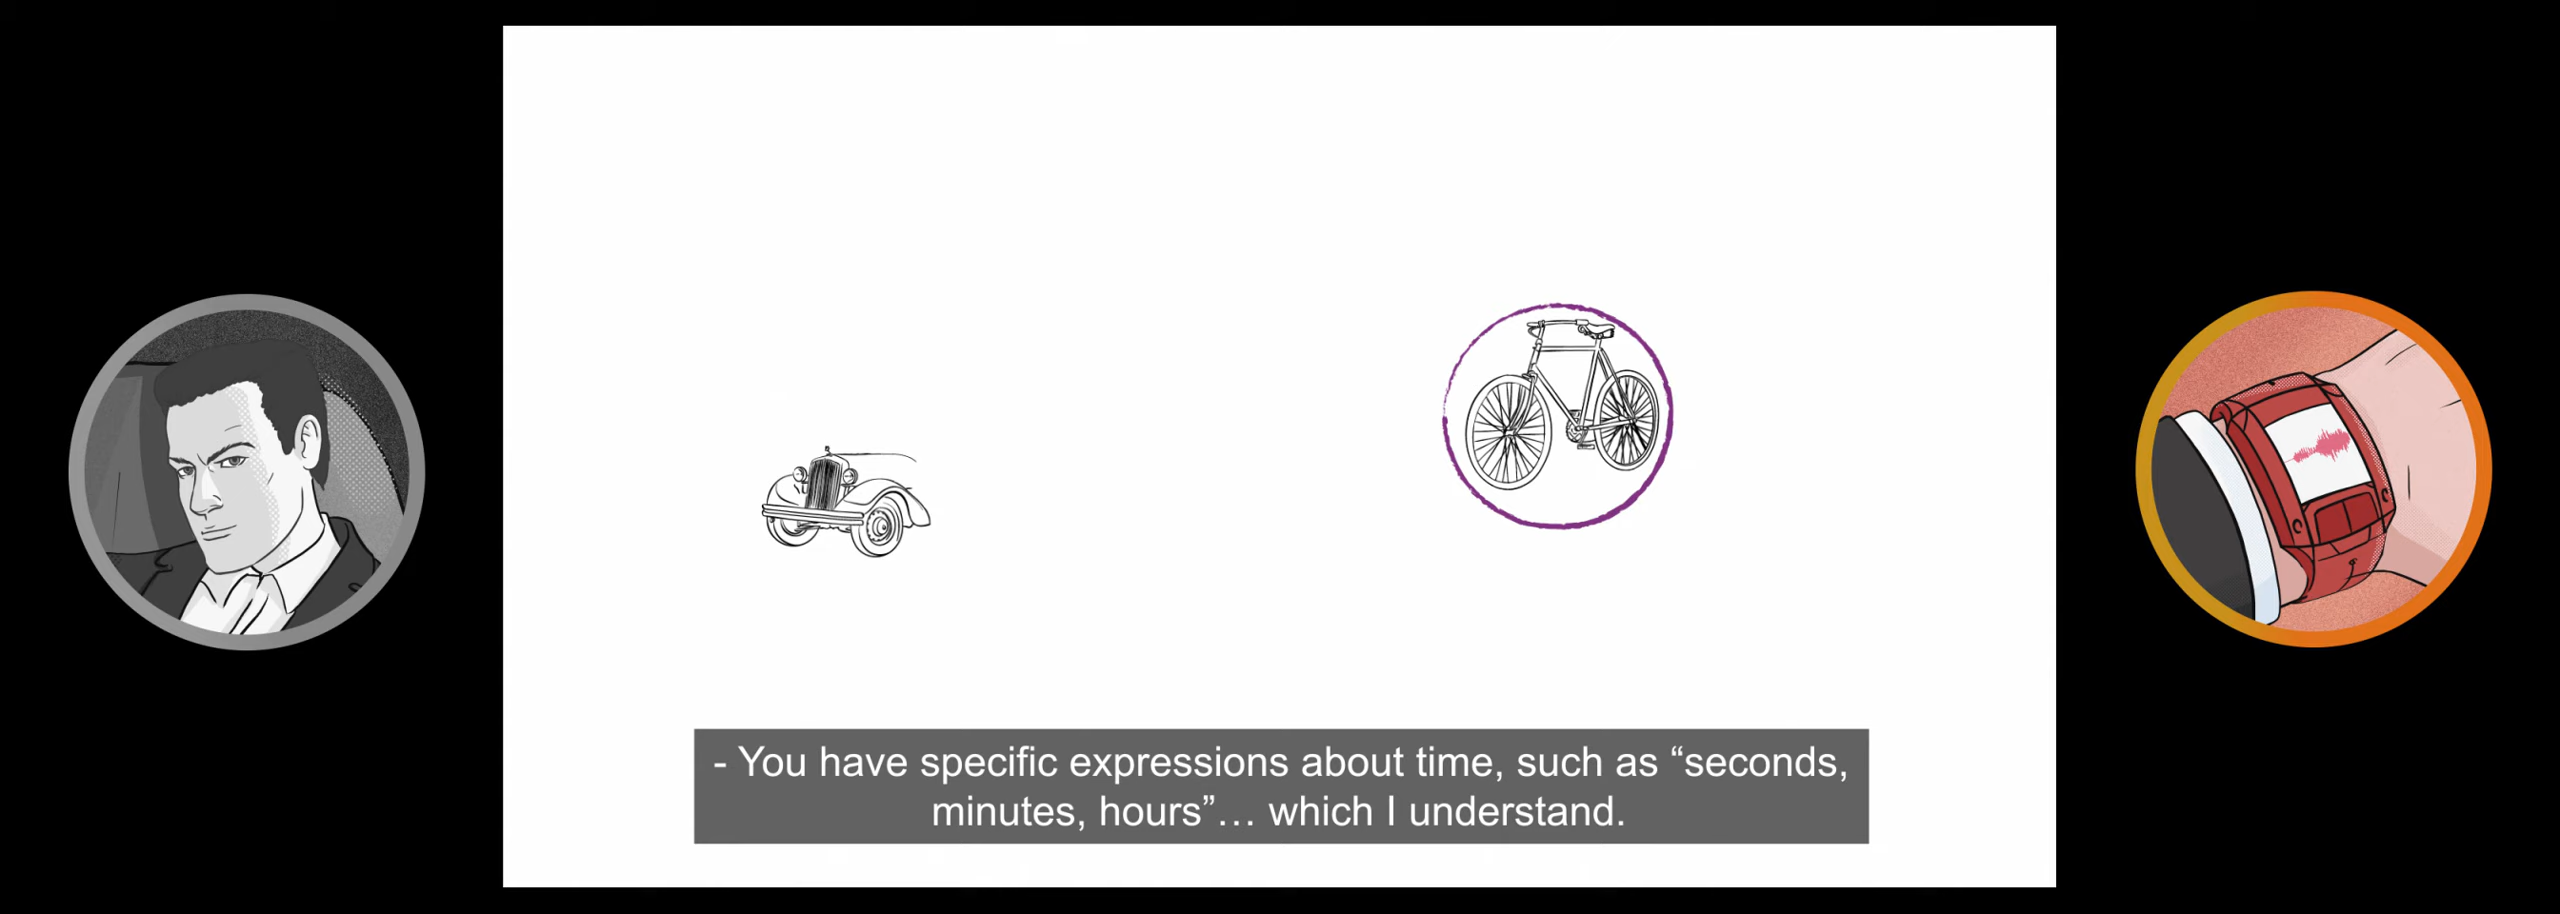 - You have specific expressions about time, such as “seconds,
minutes, hours”… which I understand.